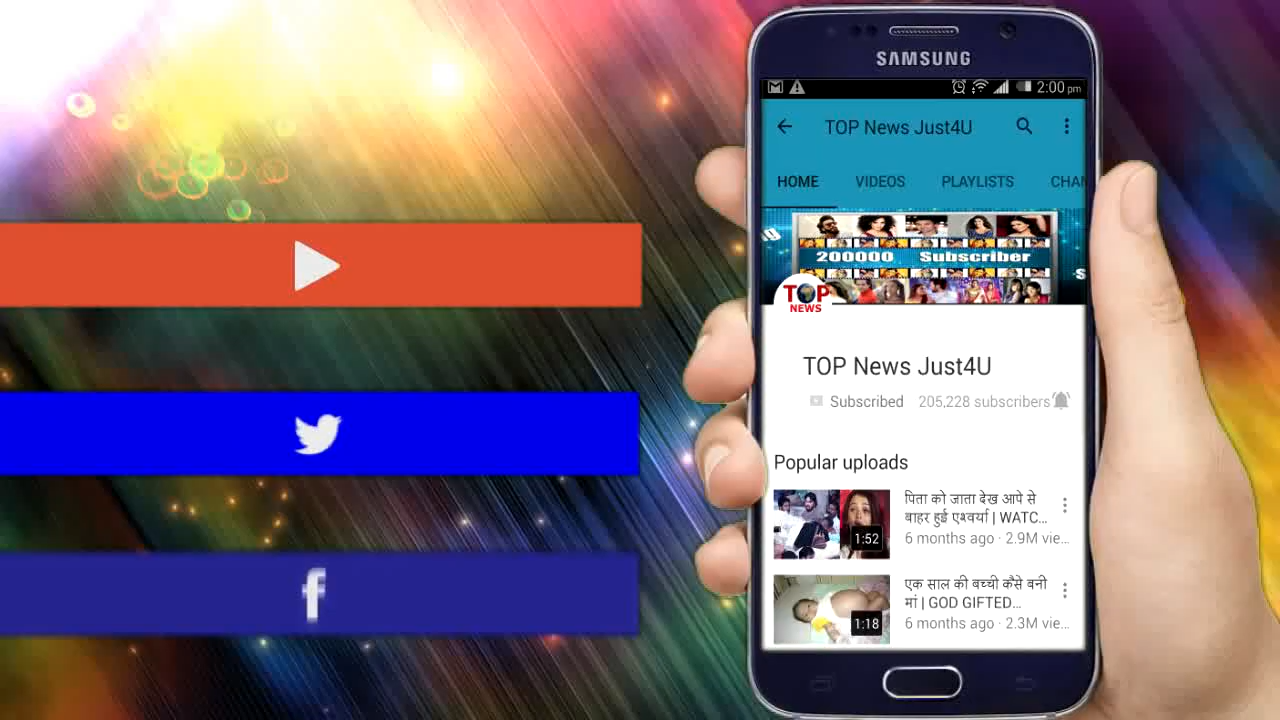 SAMSUNG
2:00 pm
TOP News Just4U
HOME VIDEOS PLAYLISTS CHAN
200000 Subscriber
TOP
NEWS
TOP News Just4U
Subscribed 205,228 subscribers
Popular uploads
पिता को जाता देख आपे से
बाहर हुई एश्वर्या | WATC...
6 months ago · 2.9M vie...
1:52
एक साल की बच्ची कैसे बनी
मां | GOD GIFTED...
6 months ago · 2.3M vie...
1:18